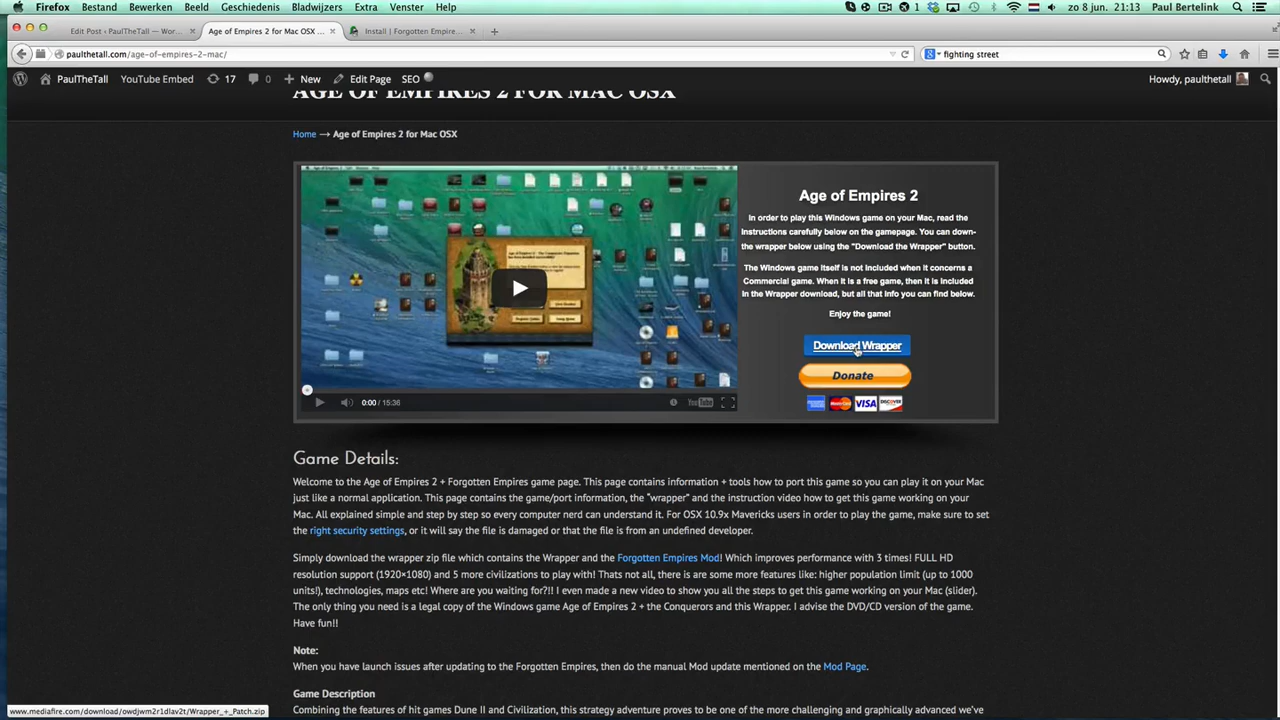 Firefox Bestand Bewerken Beeld Geschiedenis Bladwijzers Extra Venster Help 1 zo 8 jun. 21:13 Paul Bertelink
Edit Post ‹ PaulTheTall — Wor... Age of Empires 2 for Mac OSX ... Install | Forgotten Empire...
paulthetall.com/age-of-empires-2-mac/ fighting street
PaulTheTall YouTube Embed 17 0 New Edit Page SEO Howdy, paulthetall
AGE OF EMPIRES 2 FOR MAC OSX
Home → Age of Empires 2 for Mac OSX
Age of Empires 2
In order to play this Windows game on your Mac, read the
Instructions carefully below on the gamepage. You can down-
the wrapper below using the "Download the Wrapper" button.
The Windows game itself is not included when it concerns a
Commercial game. When it is a free game, then it is Included
in the Wrapper download, but all that info you can find below.
Enjoy the game!
Download Wrapper
Donate
VISA DISCOVER
0:00 / 15:36 YouTube
Game Details:
Welcome to the Age of Empires 2 + Forgotten Empires game page. This page contains information + tools how to port this game so you can play it on your Mac
just like a normal application. This page contains the game/port information, the "wrapper" and the instruction video how to get this game working on your
Mac. All explained simple and step by step so every computer nerd can understand it. For OSX 10.9x Mavericks users in order to play the game, make sure to set
the right security settings, or it will say the file is damaged or that the file is from an undefined developer.
Simply download the wrapper zip file which contains the Wrapper and the Forgotten Empires Mod! Which improves performance with 3 times! FULL HD
resolution support (1920×1080) and 5 more civilizations to play with! Thats not all, there is are some more features like: higher population limit (up to 1000
units!), technologies, maps etc! Where are you waiting for?!! I even made a new video to show you all the steps to get this game working on your Mac (slider).
The only thing you need is a legal copy of the Windows game Age of Empires 2 + the Conquerors and this Wrapper. I advise the DVD/CD version of the game.
Have fun!!
Note:
When you have launch issues after updating to the Forgotten Empires, then do the manual Mod update mentioned on the Mod Page.
Game Description
Combining the features of hit games Dune II and Civilization, this strategy adventure proves to be one of the more challenging and graphically advanced we've
www.mediafire.com/download/owdjwm2r1dlav2t/Wrapper_+_Patch.zip